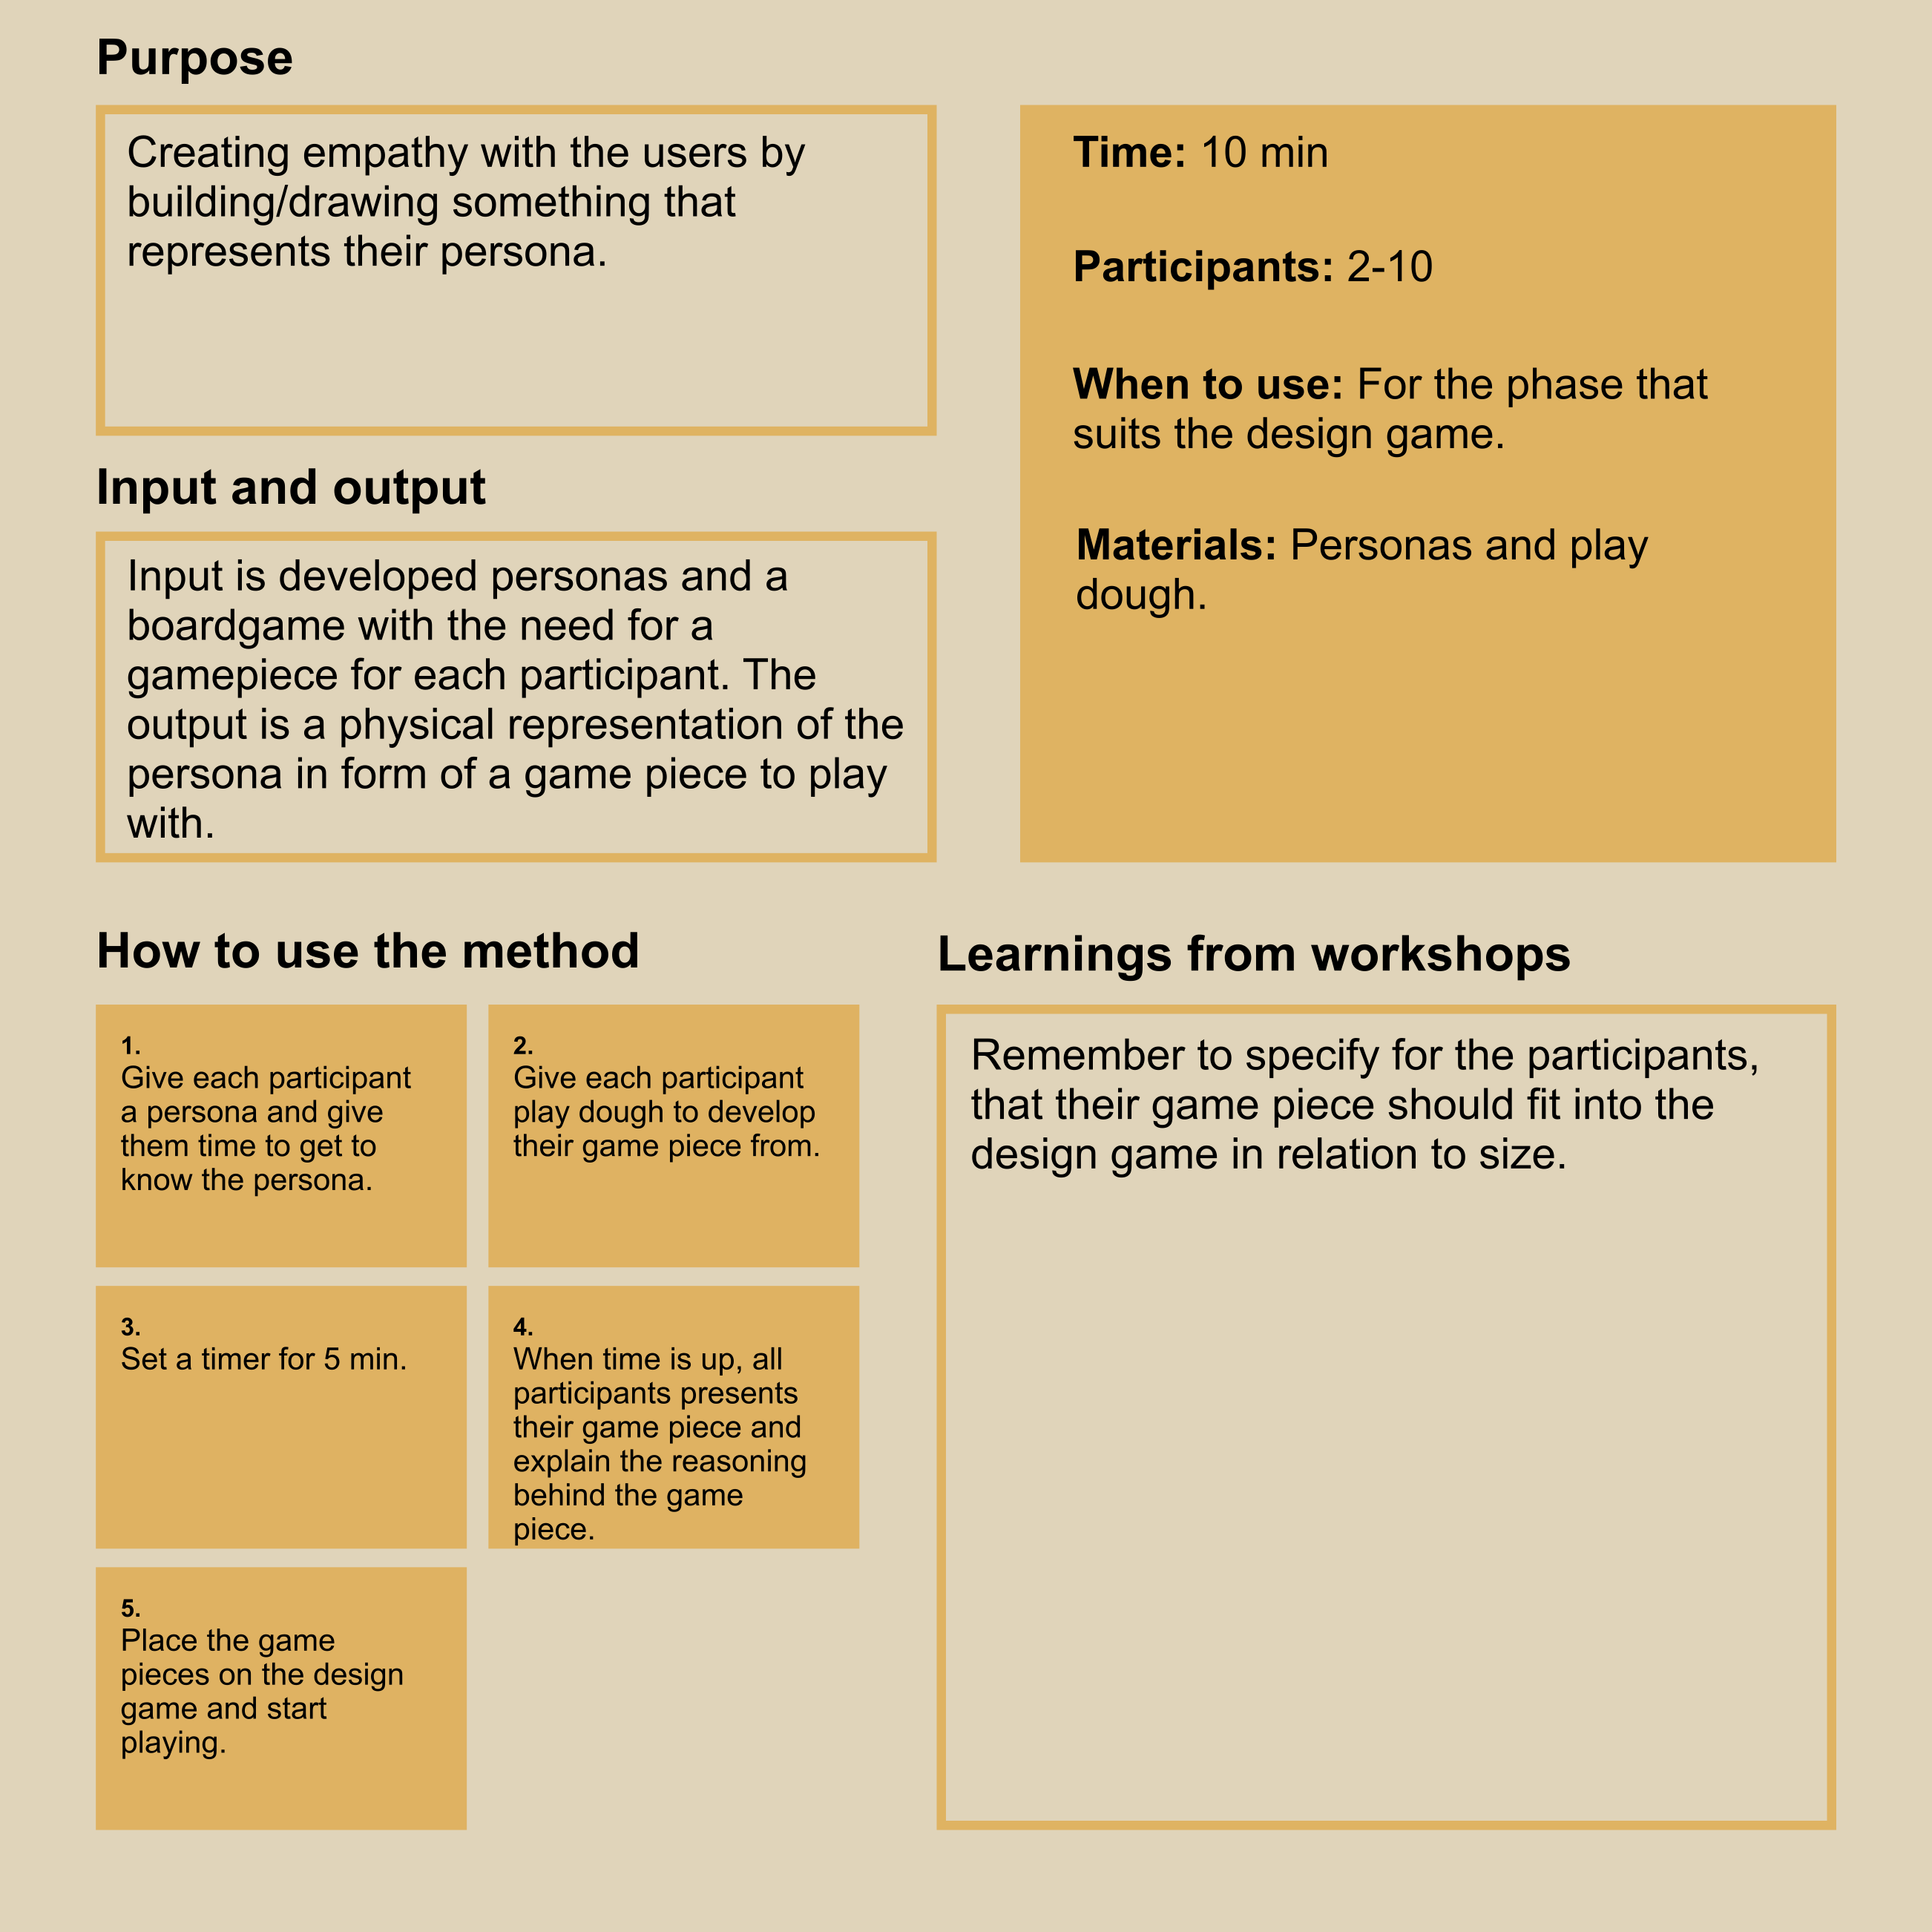 Purpose
Creating empathy with the users by
building/drawing something that
represents their persona.
Time: 10 min
Participants: 2-10
When to use: For the phase that
suits the design game.
Materials: Personas and play
dough.
Input and output
Input is developed personas and a
boardgame with the need for a
gamepiece for each participant. The
output is a physical representation of the
persona in form of a game piece to play
with.
How to use the method
1.
Give each participant
a persona and give
them time to get to
know the persona.
2.
Give each participant
play dough to develop
their game piece from.
3.
Set a timer for 5 min.
4.
When time is up, all
participants presents
their game piece and
explain the reasoning
behind the game
piece.
5.
Place the game
pieces on the design
game and start
playing.
Learnings from workshops
Remember to specify for the participants,
that their game piece should fit into the
design game in relation to size.